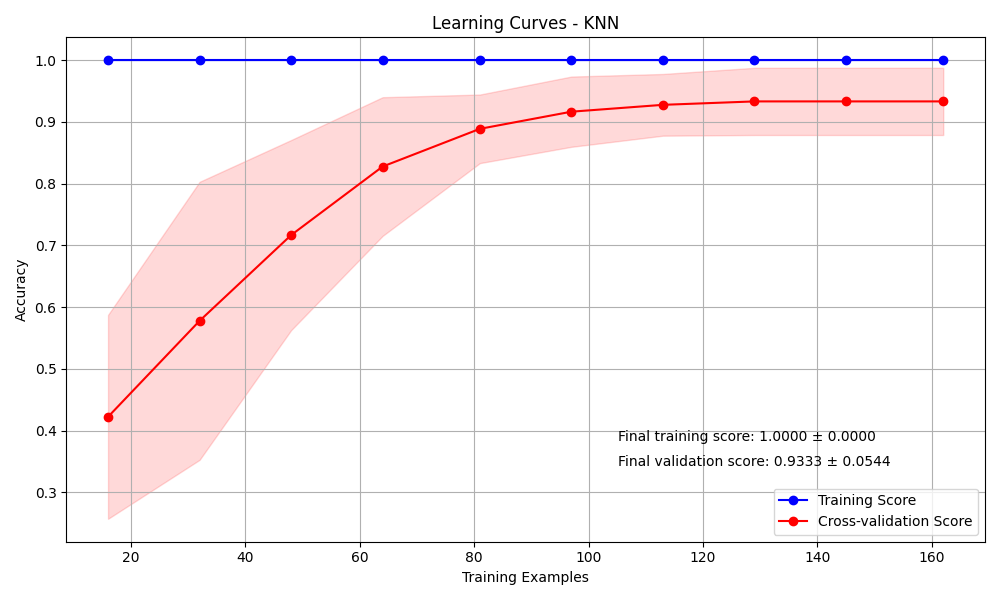 Learning Curves - KNN
1.0
0.9
0.8
0.7
0.6
0.5
0.4
0.3
Accuracy
Final training score: 1.0000 ± 0.0000
Final validation score: 0.9333 ± 0.0544
Training Score
Cross-validation Score
20 40 60 80 100 120 140 160
Training Examples